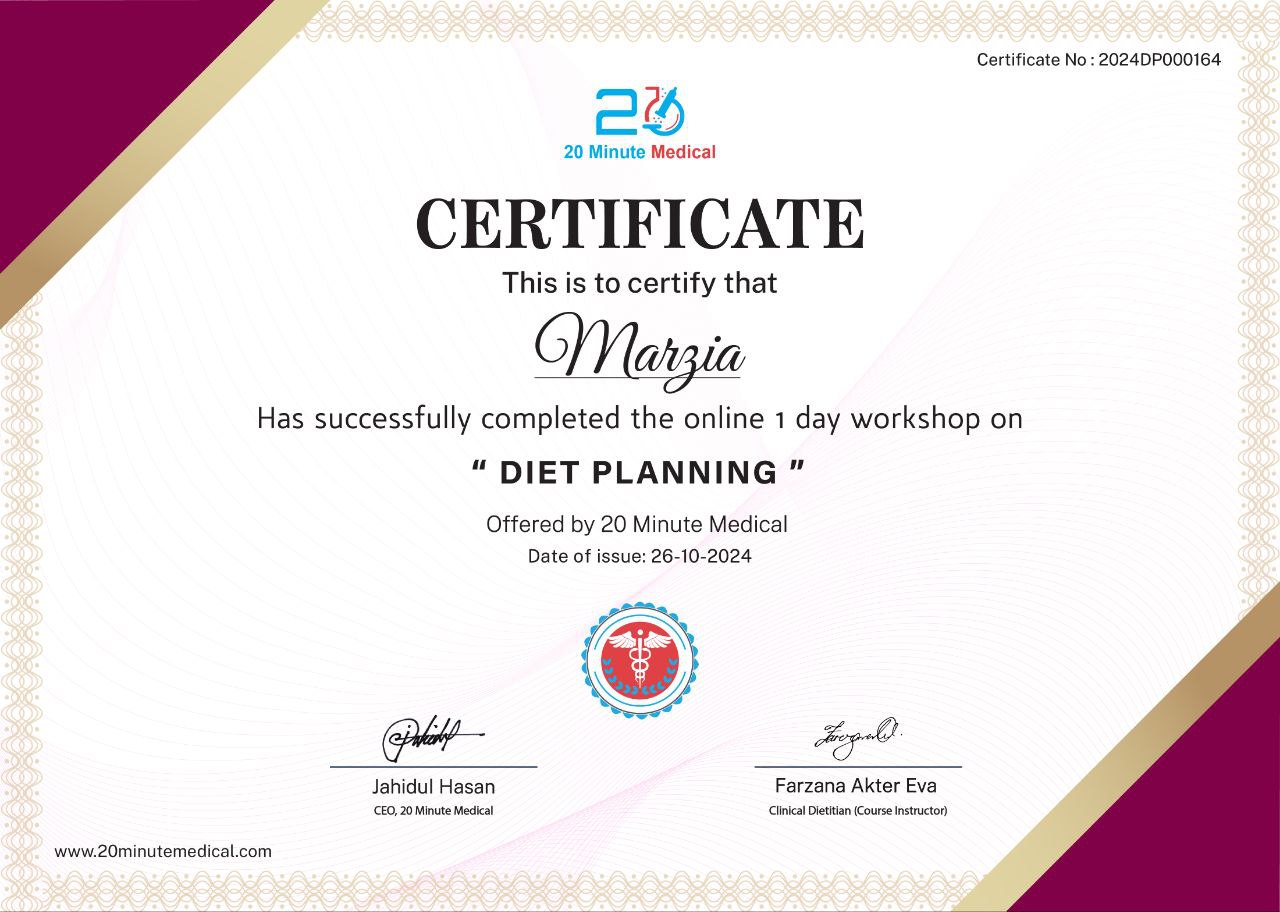 Certificate No : 2024DP000164
20
20 Minute Medical
CERTIFICATE
This is to certify that
Marzia
Has successfully completed the online 1 day workshop on
“ DIET PLANNING ”
Offered by 20 Minute Medical
Date of issue: 26-10-2024
Jahidul Hasan
CEO, 20 Minute Medical
Farzana Akter Eva
Clinical Dietitian (Course Instructor)
www.20minutemedical.com